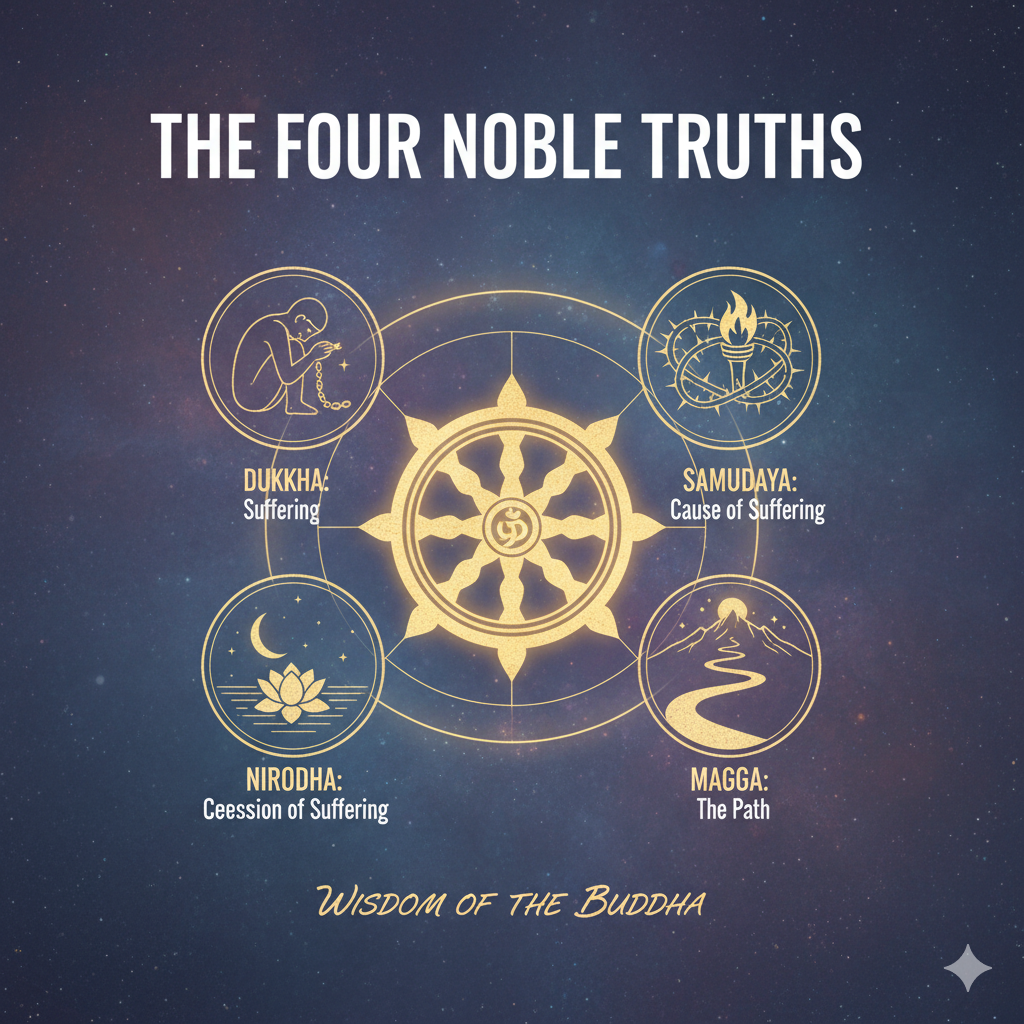 THE FOUR NOBLE TRUTHS
DUKKHA:
Suffering
SAMUDAYA:
Cause of Suffering
NIRODHA:
Ceession of Suffering
MAGGA:
The Path
WISDOM OF THE BUDDHA